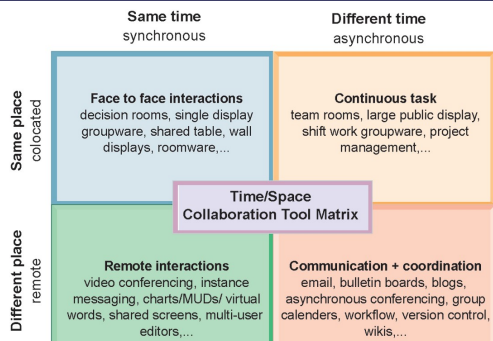 Same time
synchronous
Different time
asynchronous
Same place
colocated
Face to face interactions
decision rooms, single display
groupware, shared table, wall
displays, roomware,...
Continuous task
team rooms, large public display,
shift work groupware, project
management,...
Time/Space
Collaboration Tool Matrix
Different place
remote
Remote interactions
video conferencing, instance
messaging, charts/MUDs/ virtual
words, shared screens, multi-user
editors,...
Communication + coordination
email, bulletin boards, blogs,
asynchronous conferencing, group
calenders, workflow, version control,
wikis,...